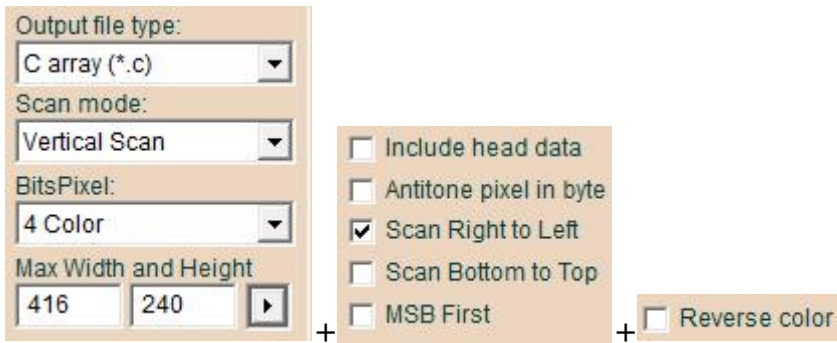 Output file type:
C array (*.c)
Scan mode:
Vertical Scan
BitsPixel:
4 Color
Max Width and Height
416 240
+
Include head data
Antitone pixel in byte
Scan Right to Left
Scan Bottom to Top
MSB First
+
Reverse color